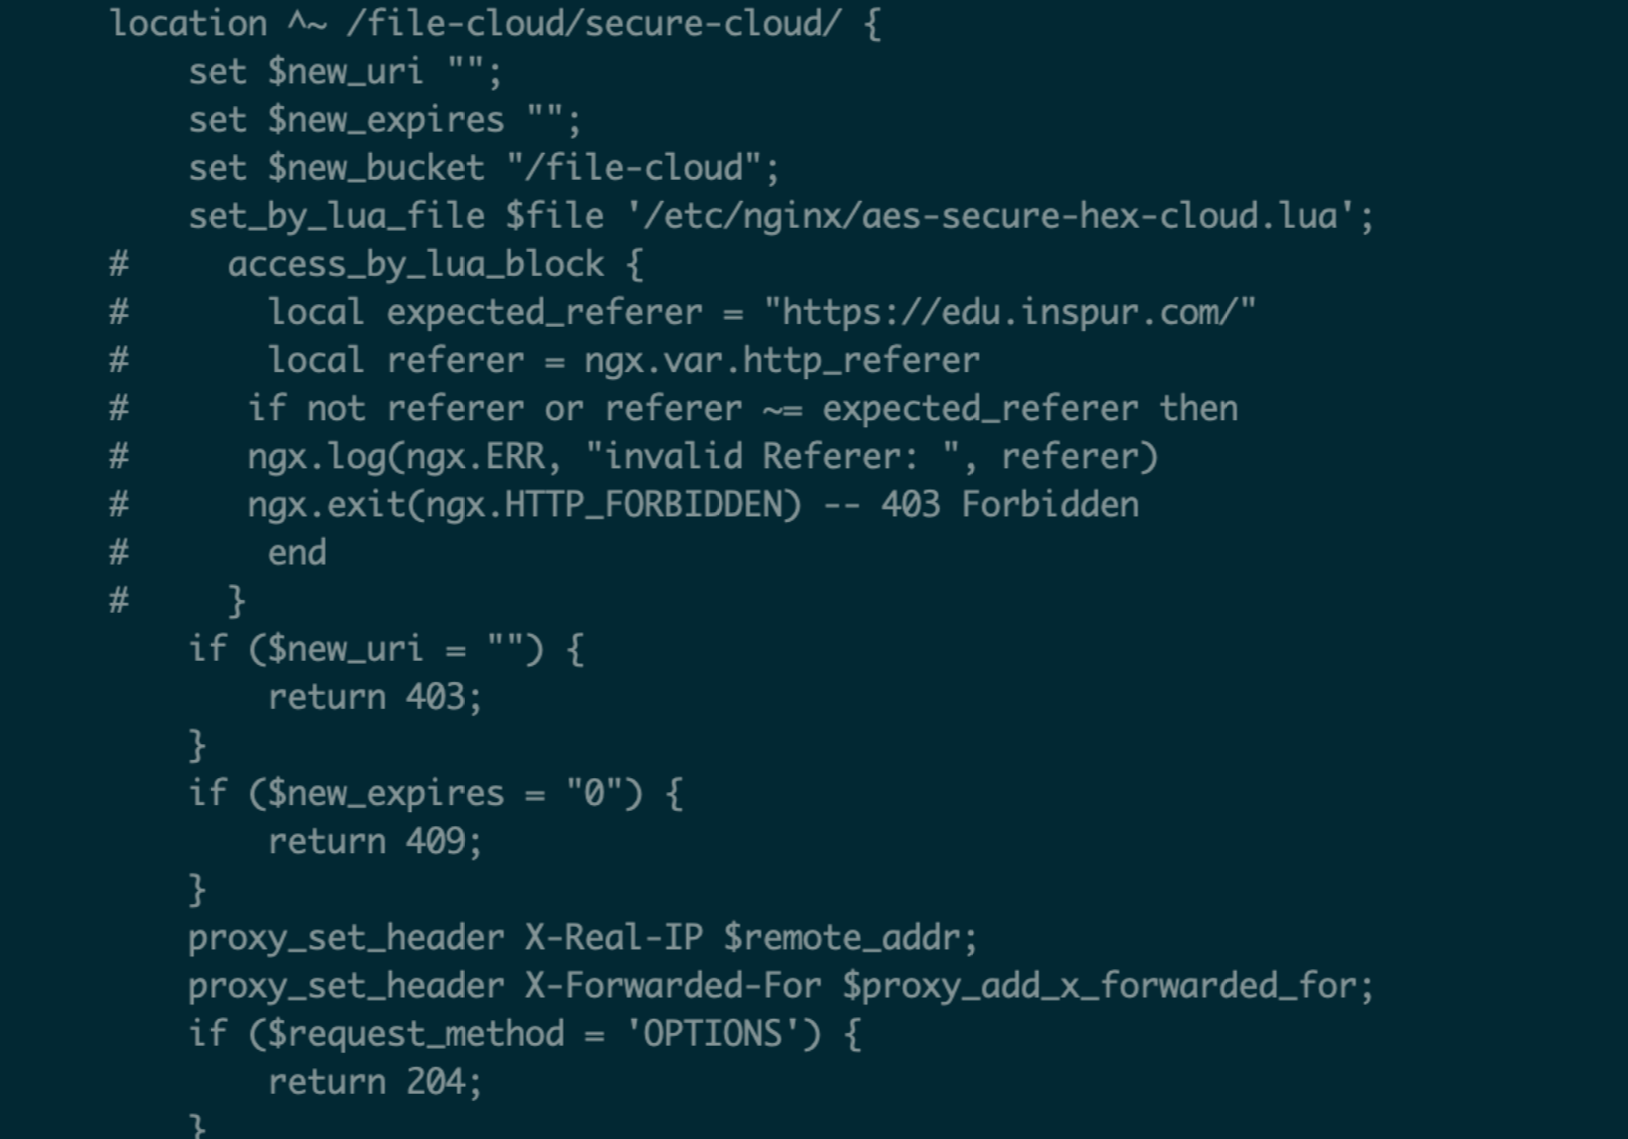 location ^~ /file-cloud/secure-cloud/ {
set $new_uri "";
set $new_expires "";
set $new_bucket "/file-cloud";
set_by_lua_file $file '/etc/nginx/aes-secure-hex-cloud.lua';
#     access_by_lua_block {
#       local expected_referer = "https://edu.inspur.com/"
#       local referer = ngx.var.http_referer
#      if not referer or referer ~= expected_referer then
#      ngx.log(ngx.ERR, "invalid Referer: ", referer)
#      ngx.exit(ngx.HTTP_FORBIDDEN) -- 403 Forbidden
#       end
#     }
if ($new_uri = "") {
return 403;
}
if ($new_expires = "0") {
return 409;
}
proxy_set_header X-Real-IP $remote_addr;
proxy_set_header X-Forwarded-For $proxy_add_x_forwarded_for;
if ($request_method = 'OPTIONS') {
return 204;
}